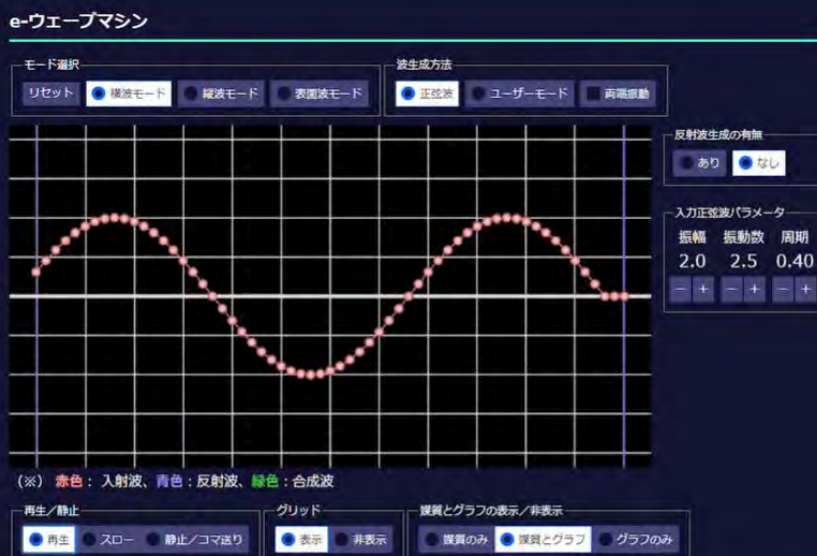 e-ウェーブマシン
モード選択
リセット 横波モード 縦波モード 表面波モード
波生成方法
正弦波 ユーザーモード 両端振動
反射波生成の有無
あり なし
入力正弦波パラメータ
振幅 振動数 周期
2.0 2.5 0.40
－ ＋ － ＋ － ＋
(※) 赤色： 入射波、青色：反射波、緑色：合成波
再生／静止
再生 スロー 静止／コマ送り
グリッド
表示 非表示
媒質とグラフの表示／非表示
媒質のみ 媒質とグラフ グラフのみ